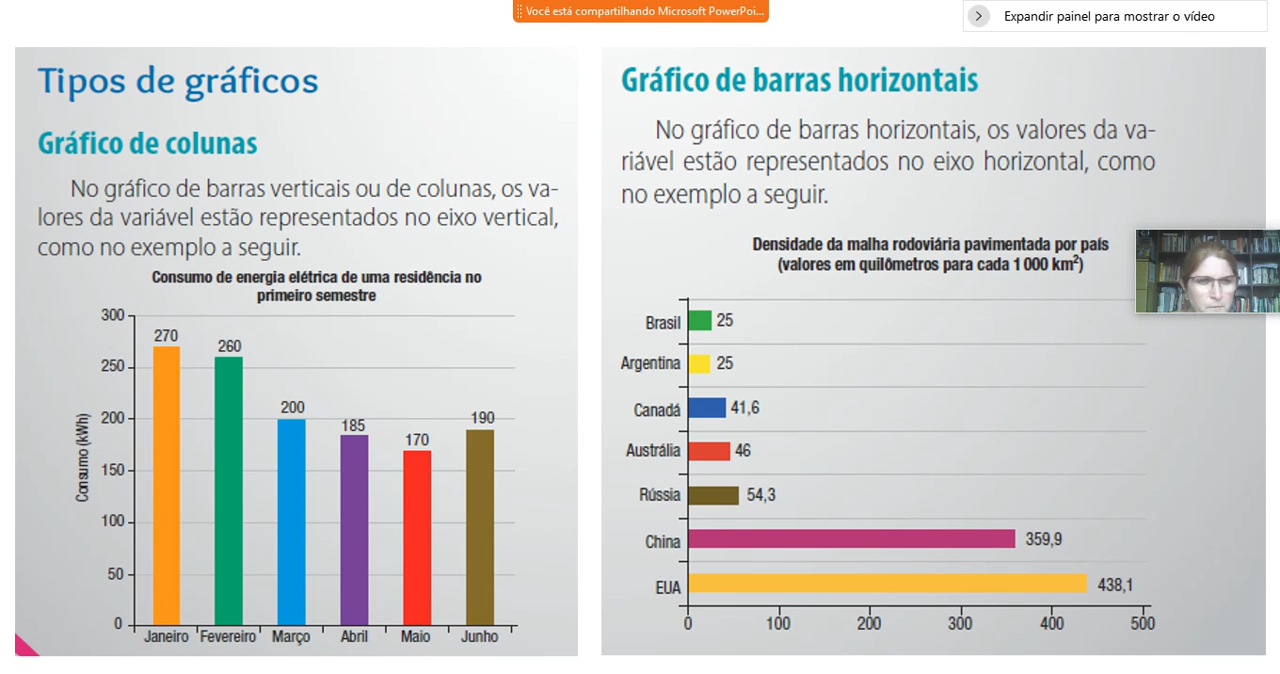 Você está compartilhando Microsoft PowerPoi...
Expandir painel para mostrar o vídeo
Tipos de gráficos
Gráfico de colunas
No gráfico de barras verticais ou de colunas, os va-
lores da variável estão representados no eixo vertical,
como no exemplo a seguir.
Consumo de energia elétrica de uma residência no
primeiro semestre
Consumo (kWh)
300
250
200
150
100
50
0
270
260
200
185
170
190
Janeiro
Fevereiro
Março
Abril
Maio
Junho
Gráfico de barras horizontais
No gráfico de barras horizontais, os valores da va-
riável estão representados no eixo horizontal, como
no exemplo a seguir.
Densidade da malha rodoviária pavimentada por país
(valores em quilômetros para cada 1 000 km²)
Brasil 25
Argentina 25
Canadá 41,6
Austrália 46
Rússia 54,3
China 359,9
EUA 438,1
0 100 200 300 400 500